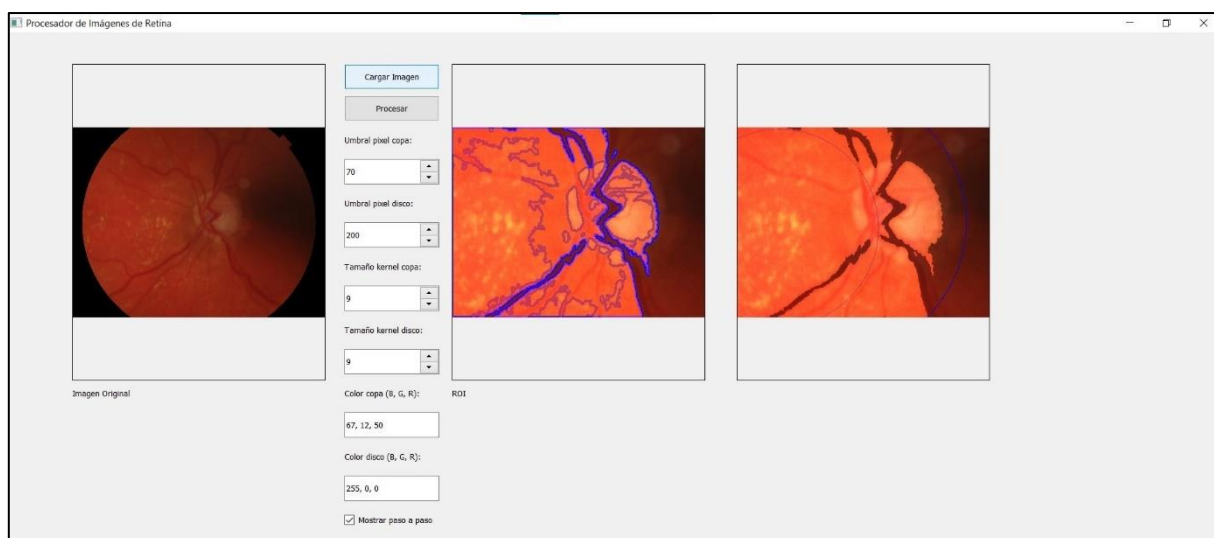 Procesador de Imágenes de Retina
Cargar Imagen
Procesar
Umbral pixel copa:
70
Umbral pixel disco:
200
Tamaño kernel copa:
9
Tamaño kernel disco:
9
Imagen Original
Color copa (B, G, R):
ROI
67, 12, 50
Color disco (B, G, R):
255, 0, 0
Mostrar paso a paso